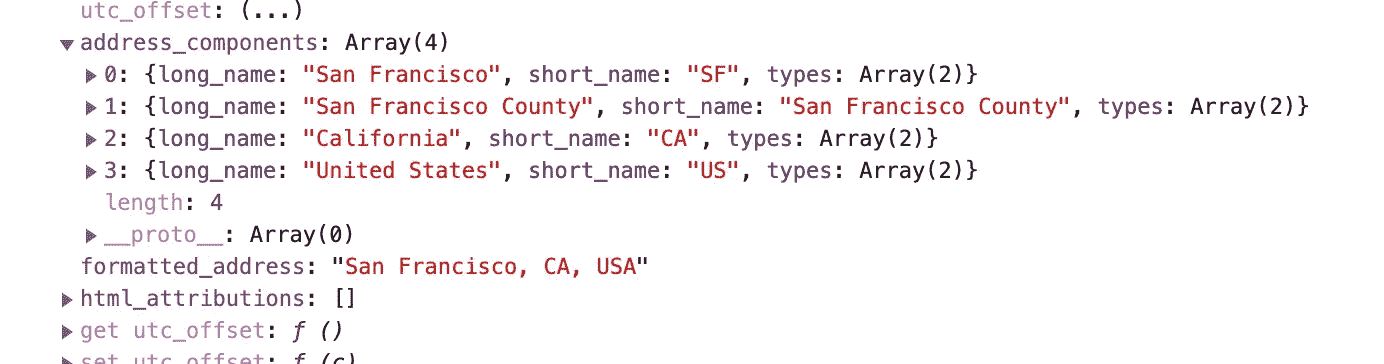 utc_offset: (...)
address_components: Array(4)
0: {long_name: "San Francisco", short_name: "SF", types: Array(2)}
1: {long_name: "San Francisco County", short_name: "San Francisco County", types: Array(2)}
2: {long_name: "California", short_name: "CA", types: Array(2)}
3: {long_name: "United States", short_name: "US", types: Array(2)}
length: 4
__proto__: Array(0)
formatted_address: "San Francisco, CA, USA"
html_attributions: []
get utc_offset: ƒ ()
set utc_offset: ƒ (c)